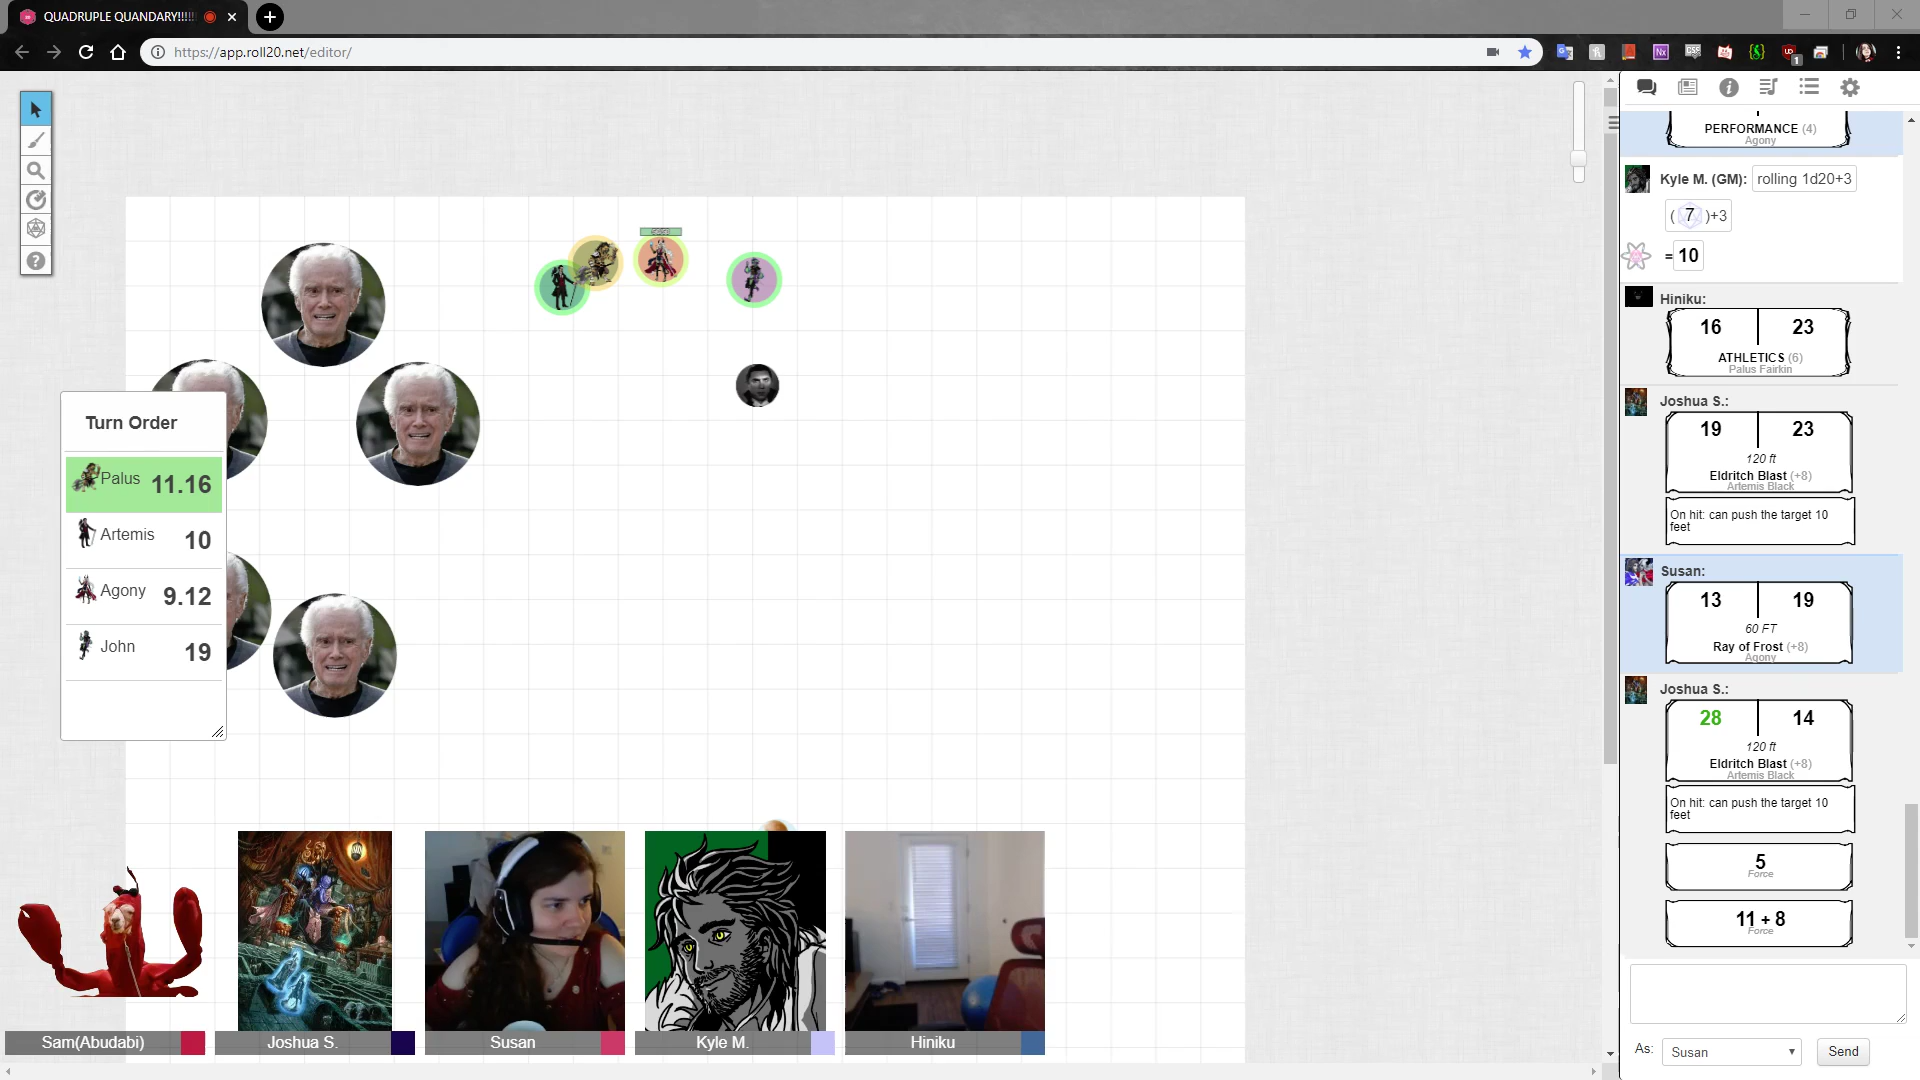 QUADRUPLE QUANDARY!!!!!
https://app.roll20.net/editor/
Turn Order
Palus 11.16
Artemis 10
Agony 9.12
John 19
PERFORMANCE (4)
Agony
Kyle M. (GM): rolling 1d20+3
( 7 )+3
= 10
Hiniku:
16 23
ATHLETICS (6)
Palus Fairkin
Joshua S.:
19 23
120 ft
Eldritch Blast (+8)
Artemis Black
On hit: can push the target 10
feet
Susan:
13 19
60 FT
Ray of Frost (+8)
Agony
Joshua S.:
28 14
120 ft
Eldritch Blast (+8)
Artemis Black
On hit: can push the target 10
feet
5
Force
11 + 8
Force
As: Susan Send
Sam(Abudabi) Joshua S. Susan Kyle M. Hiniku